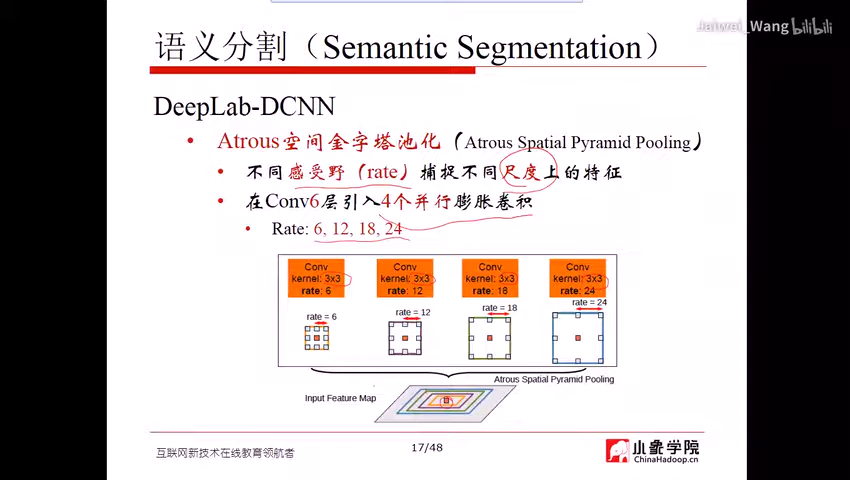 Jaiwei_Wang bilibili
语义分割（Semantic Segmentation）
DeepLab-DCNN
• Atrous空间金字塔池化（Atrous Spatial Pyramid Pooling）
• 不同感受野（rate）捕捉不同尺度上的特征
• 在Conv6层引入4个并行膨胀卷积
• Rate: 6, 12, 18, 24
Conv Conv Conv Conv
kernel: 3x3 kernel: 3x3 kernel: 3x3 kernel: 3x3
rate: 6 rate: 12 rate: 18 rate: 24
rate = 6 rate = 12 rate = 18 rate = 24
Atrous Spatial Pyramid Pooling
Input Feature Map
互联网新技术在线教育领航者
17/48
小象学院
ChinaHadoop.cn